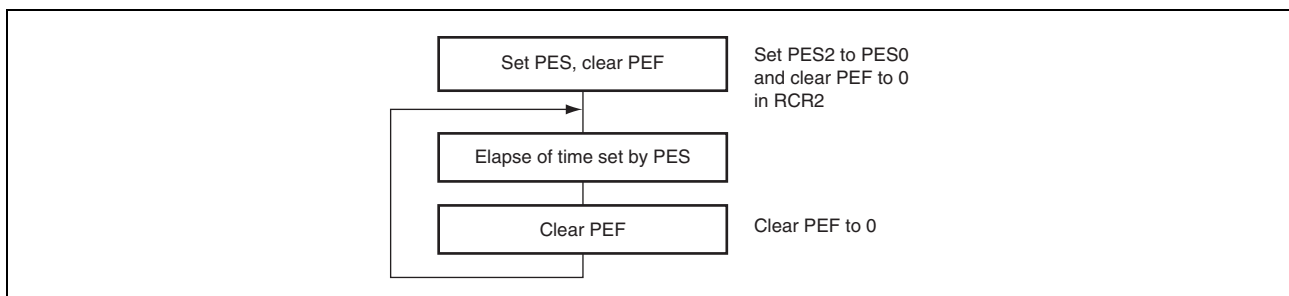 Set PES, clear PEF
Set PES2 to PES0
and clear PEF to 0
in RCR2
Elapse of time set by PES
Clear PEF
Clear PEF to 0